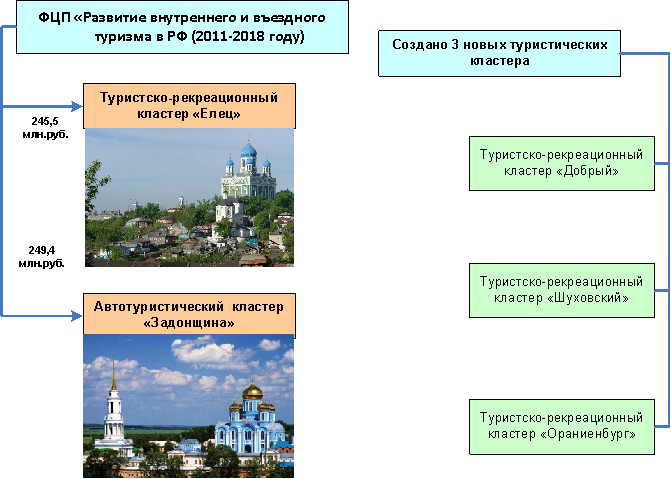 ФЦП «Развитие внутреннего и въездного
туризма в РФ (2011-2018 году)
245,5
млн.руб.
Туристско-рекреационный
кластер «Елец»
249,4
млн.руб.
Автотуристический кластер
«Задонщина»
Создано 3 новых туристических
кластера
Туристско-рекреационный
кластер «Добрый»
Туристско-рекреационный
кластер «Шуховский»
Туристско-рекреационный
кластер «Ораниенбург»